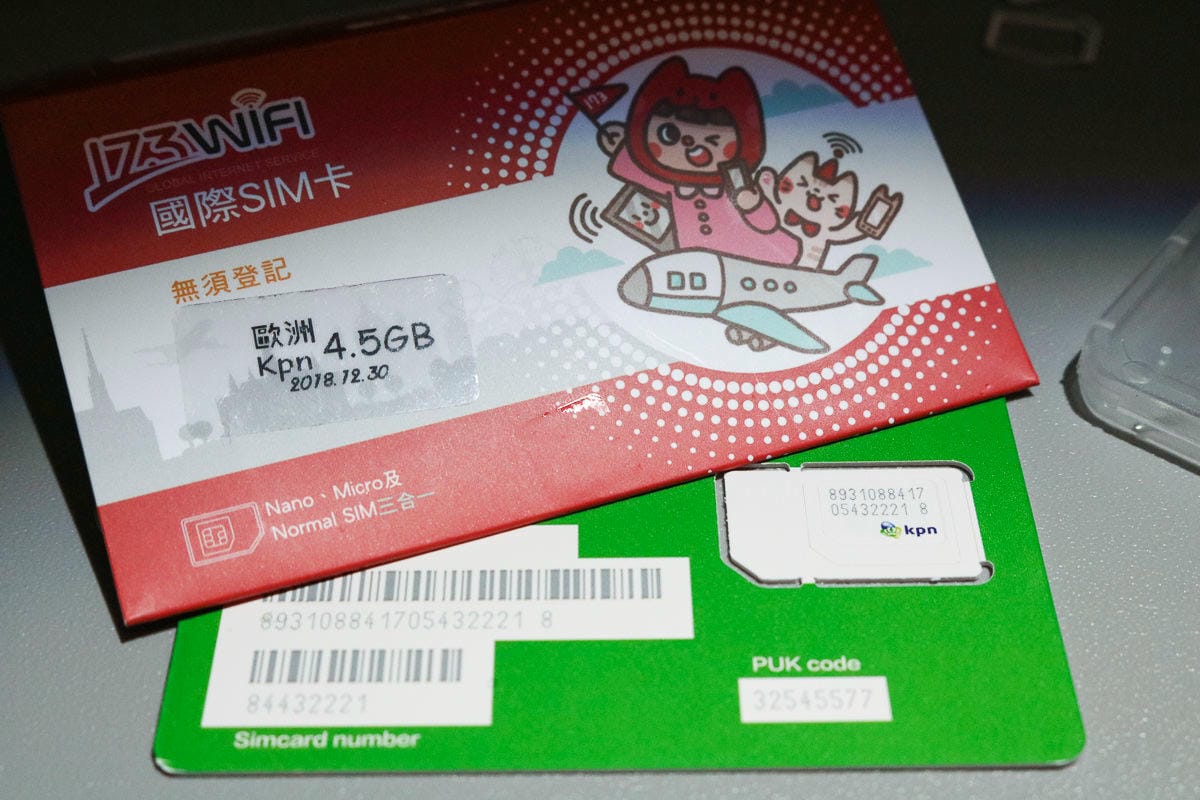 173WIFI
GLOBAL INTERNET SERVICE
國際SIM卡
無須登記
歐洲
Kpn 4.5GB
2018.12.30
173
Nano、Micro及
Normal SIM三合一
8931088417
05432221 8
kpn
893108841705432221 8
84432221
Simcard number
PUK code
32545577